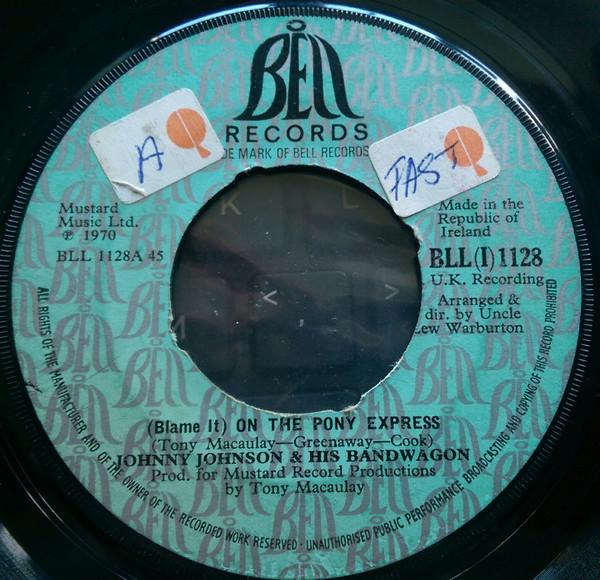 BELL
RECORDS
DE MARK OF BELL RECORDS
A
FAST
Mustard
Music Ltd.
℗ 1970
BLL 1128A 45
Made in the
Republic of
Ireland
BLL(I)1128
U.K. Recording
Arranged &
dir. by Uncle
ew Warburton
K L
< >
M ,
(Blame It) ON THE PONY EXPRESS
(Tony Macaulay—Greenaway—Cook)
JOHNNY JOHNSON & HIS BANDWAGON
Prod. for Mustard Record Productions
by Tony Macaulay
ALL RIGHTS OF THE MANUFACTURER AND OF THE OWNER OF THE RECORDED WORK RESERVED · UNAUTHORISED PUBLIC PERFORMANCE BROADCASTING AND COPYING OF THIS RECORD PROHIBITED